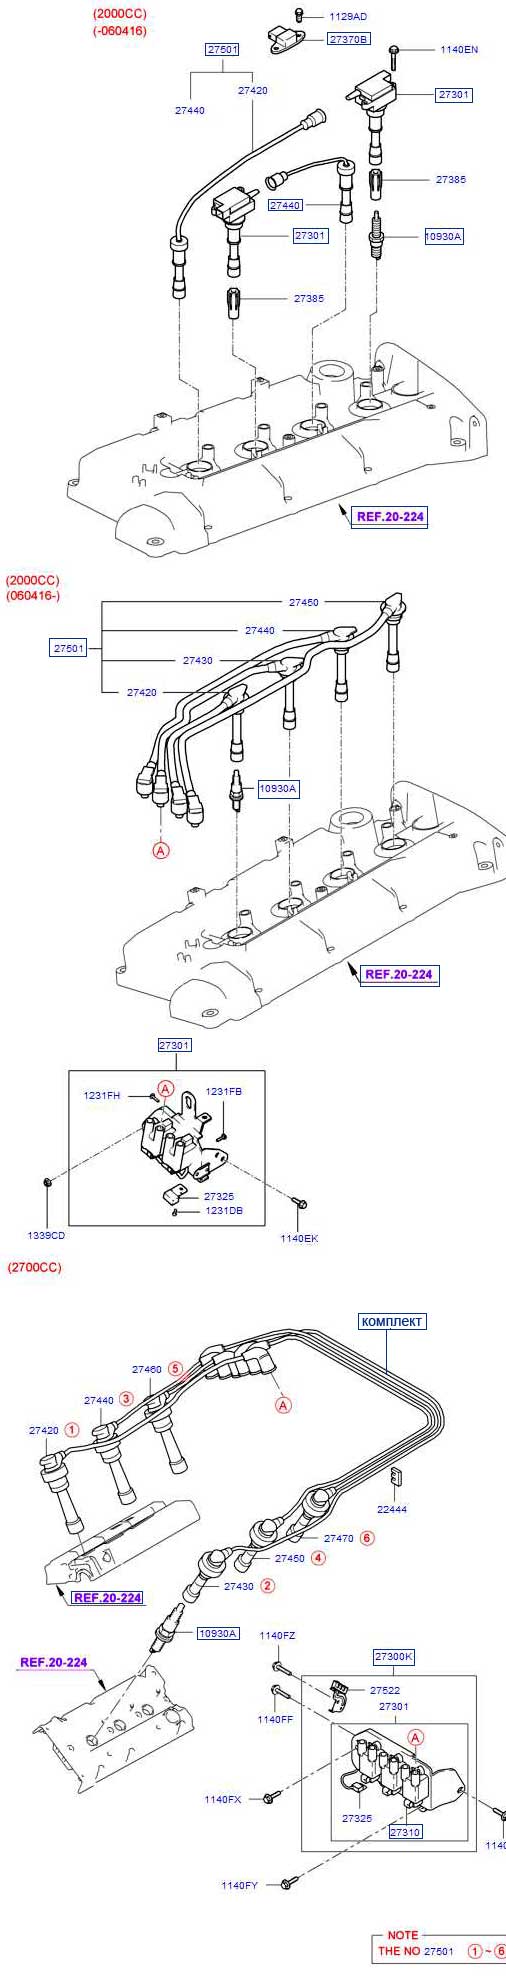 (2000CC)
(-060416)
1129AD
27370B
27501
1140EN
27420
27440
27301
27385
27440
27301
10930A
27385
REF.20-224
(2000CC)
(060416-)
27450
27440
27501
27430
27420
10930A
A
REF.20-224
27301
1231FH
A
1231FB
27325
1231DB
1339CD
1140EK
(2700CC)
КОМПЛЕКТ
27460 5
27440 3
A
27420 1
22444
27470 6
27450 4
27430 2
REF.20-224
10930A
1140FZ
REF.20-224
27300K
27522
1140FF
27301
A
1140FX
27325
27310
1140
1140FY
NOTE
THE NO 27501 1 ~ 6